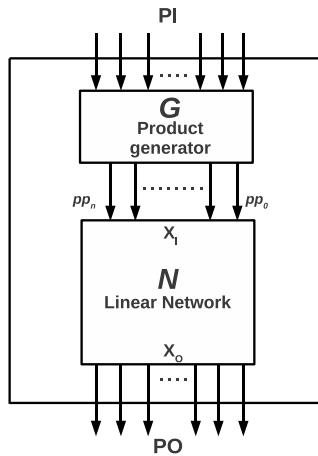 PI
G
Product
generator
pp_n pp_0
X_I
N
Linear Network
X_O
PO